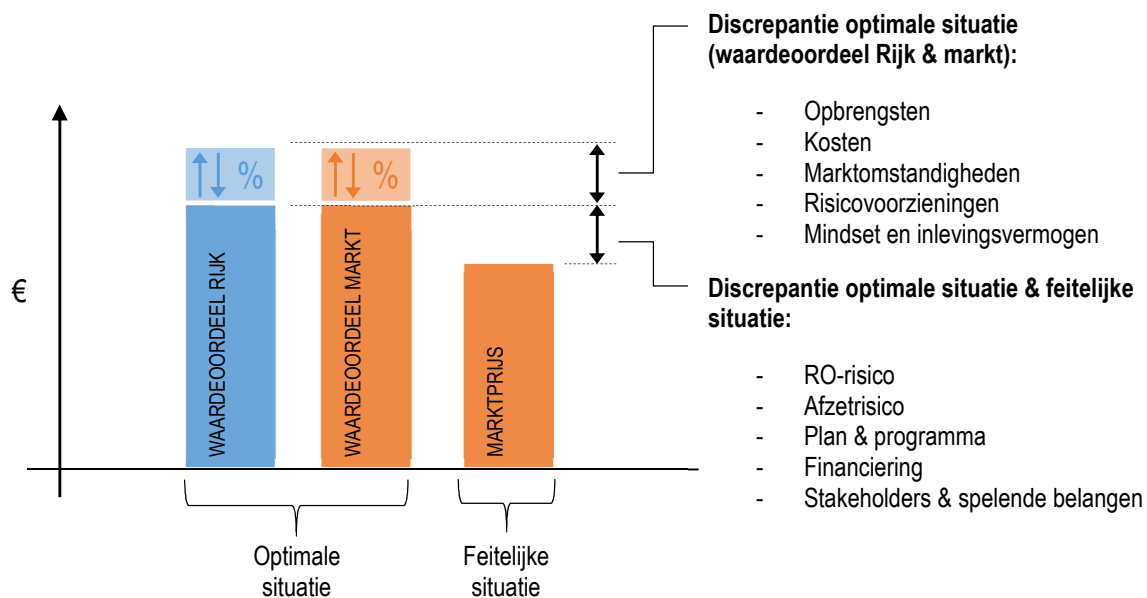 Discrepantie optimale situatie
(waardeoordeel Rijk & markt):
- Opbrengsten
- Kosten
- Marktomstandigheden
- Risicovoorzieningen
- Mindset en inlevingsvermogen
Discrepantie optimale situatie & feitelijke
situatie:
- RO-risico
- Afzetrisico
- Plan & programma
- Financiering
- Stakeholders & spelende belangen
€
%
%
WAARDEOORDEEL RIJK
WAARDEOORDEEL MARKT
MARKTPRIJS
Optimale
situatie
Feitelijke
situatie